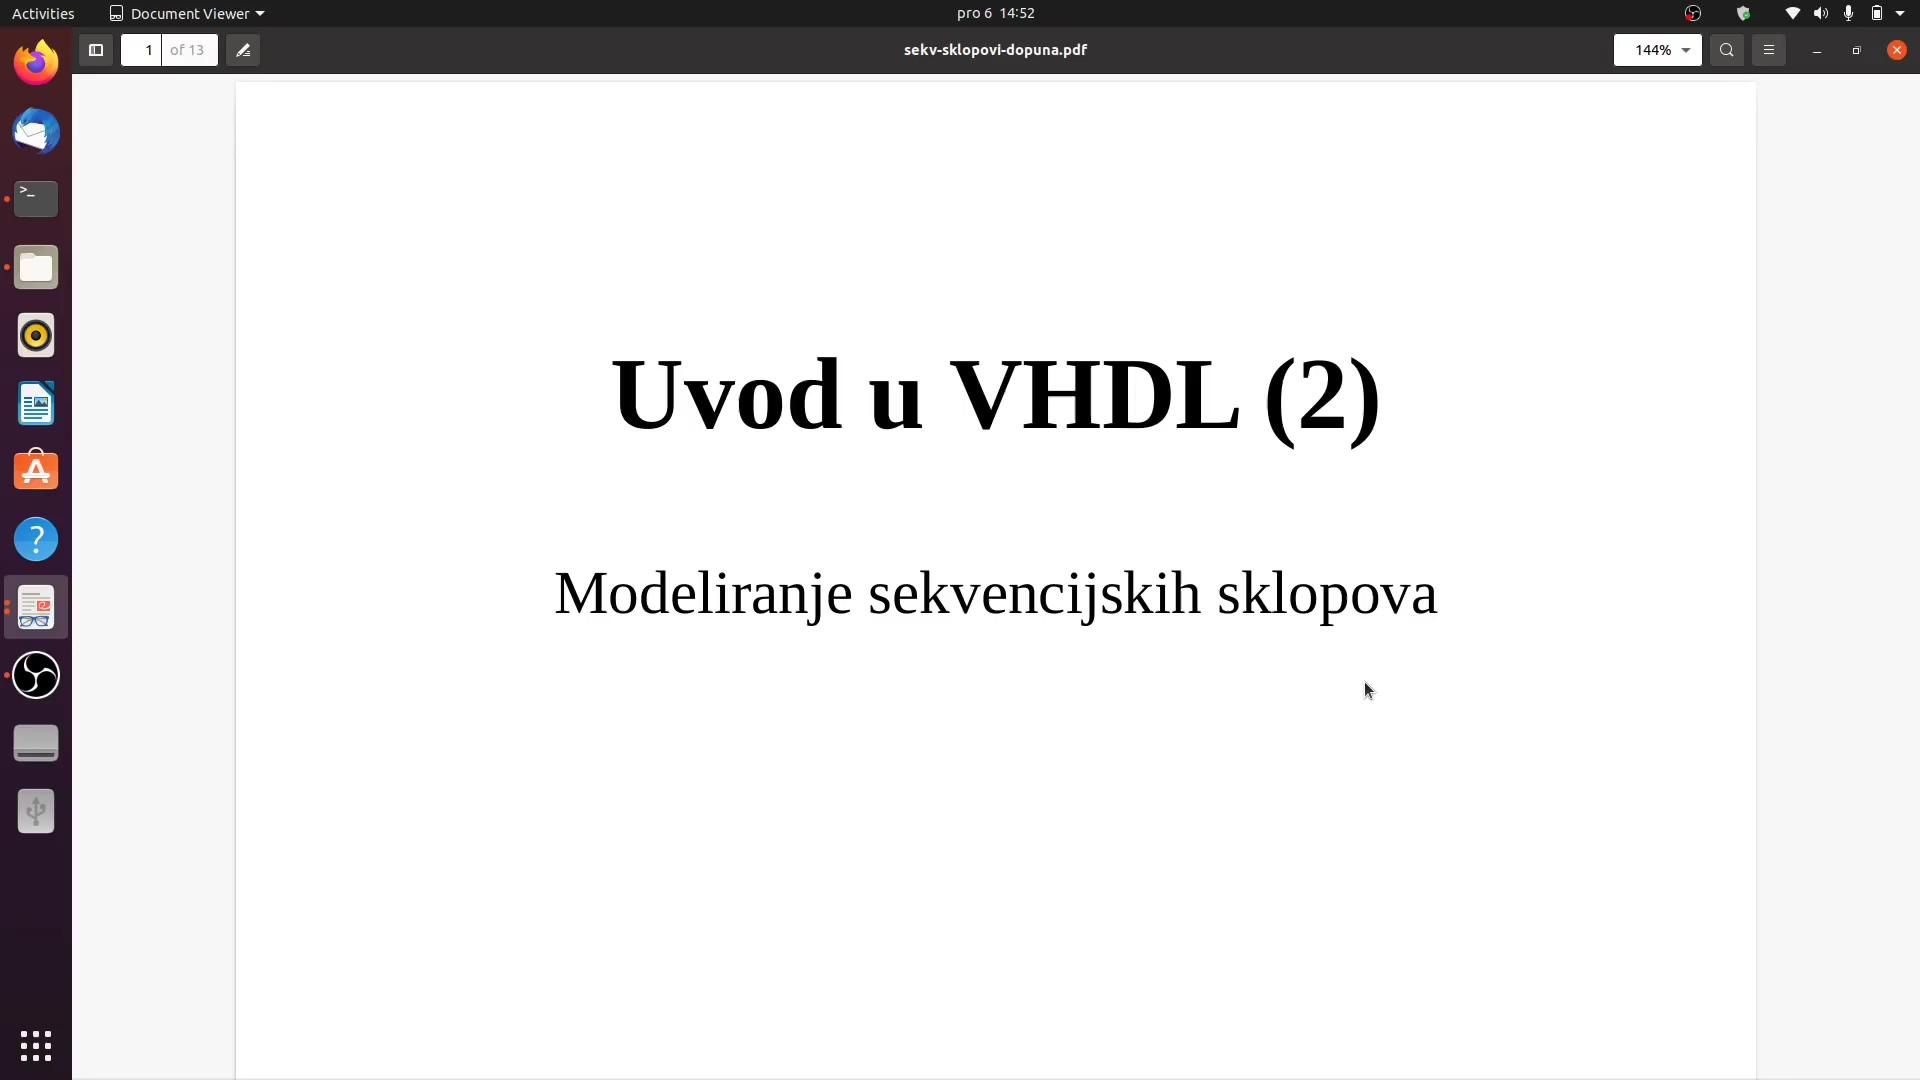 Activities
Document Viewer
pro 6 14:52
1 of 13
sekv-sklopovi-dopuna.pdf
144%
Uvod u VHDL (2)
Modeliranje sekvencijskih sklopova